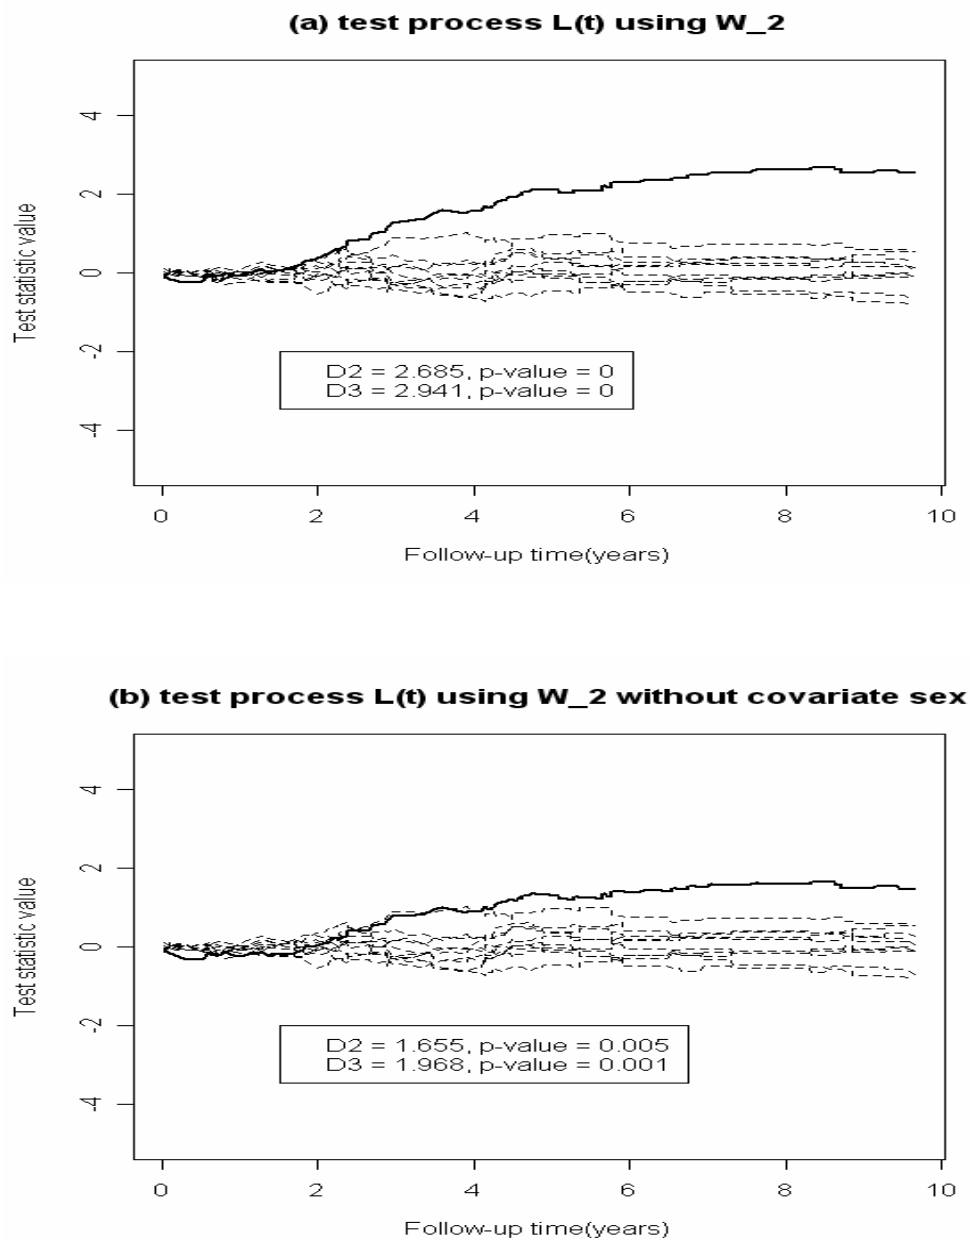 (a) test process L(t) using W_2
Test statistic value
4
2
0
-2
-4
D2 = 2.685, p-value = 0
D3 = 2.941, p-value = 0
0 2 4 6 8 10
Follow-up time(years)
(b) test process L(t) using W_2 without covariate sex
Test statistic value
4
2
0
-2
-4
D2 = 1.655, p-value = 0.005
D3 = 1.968, p-value = 0.001
0 2 4 6 8 10
Follow-up time(years)